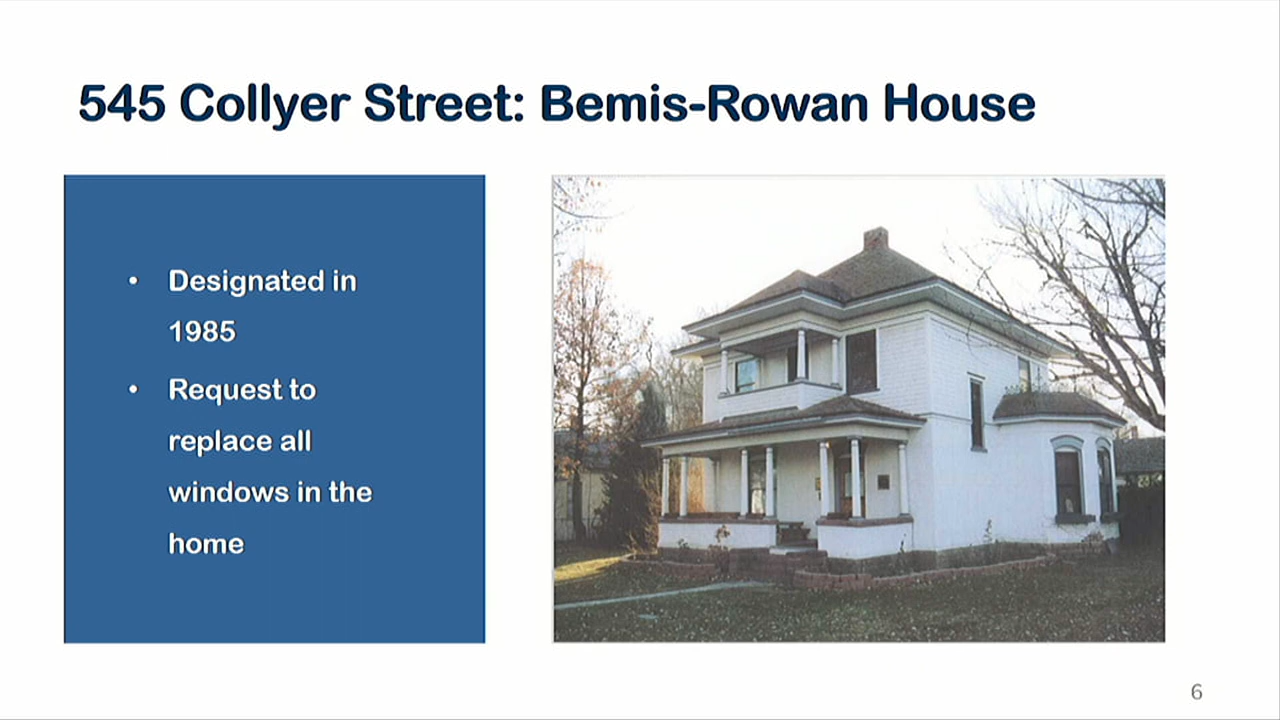 545 Collyer Street: Bemis-Rowan House
• Designated in
1985
• Request to
replace all
windows in the
home
6